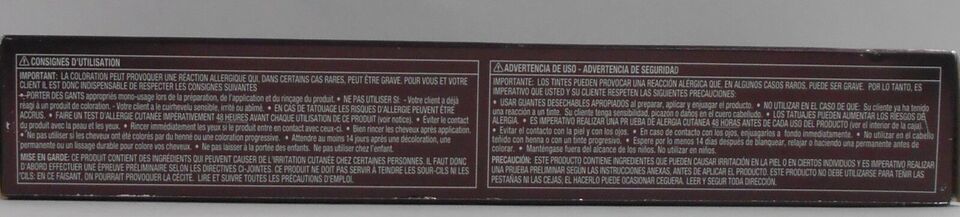 ⚠ CONSIGNES D'UTILISATION
IMPORTANT: LA COLORATION PEUT PROVOQUER UNE RÉACTION ALLERGIQUE QUI, DANS CERTAINS CAS RARES, PEUT ÊTRE GRAVE. POUR VOUS ET VOTRE
CLIENT IL EST DONC INDISPENSABLE DE RESPECTER LES CONSIGNES SUIVANTES
• PORTER DES GANTS appropriés mono-usage lors de la préparation, de l'application et du rinçage du produit. • NE PAS UTILISER SI: - Votre client a déjà
réagi à un produit de coloration. - Votre client a le cuir chevelu sensible, irrité ou abîmé. • EN CAS DE TATOUAGE LES RISQUES D'ALLERGIE PEUVENT ÊTRE
ACCRUS. • FAIRE UN TEST D'ALLERGIE CUTANÉE IMPÉRATIVEMENT 48 HEURES AVANT CHAQUE UTILISATION DE CE PRODUIT (voir notice). • Eviter le contact
du produit avec la peau et les yeux. • Rincer immédiatement les yeux si le produit entre en contact avec ceux-ci. • Bien rincer les cheveux après application.
• Ne pas utiliser si les cheveux ont été colorés par du henné ou une coloration progressive. • Attendre au moins 14 jours après une décoloration, une
permanente ou un lissage durable pour colorer vos cheveux. • Ne pas laisser à la portée des enfants. Ne pas utiliser chez l'enfant.
MISE EN GARDE: CE PRODUIT CONTIENT DES INGRÉDIENTS QUI PEUVENT CAUSER DE L'IRRITATION CUTANÉE CHEZ CERTAINES PERSONNES. IL FAUT DONC
D'ABORD EFFECTUER UNE ÉPREUVE PRÉLIMINAIRE SELON LES DIRECTIVES CI-JOINTES. CE PRODUIT NE DOIT PAS SERVIR À TEINDRE LES SOURCILS NI LES
CILS: EN CE FAISANT, ON POURRAIT PROVOQUER LA CÉCITÉ. LIRE ET SUIVRE TOUTES LES PRÉCAUTIONS D'EMPLOI.
⚠ ADVERTENCIA DE USO - ADVERTENCIA DE SEGURIDAD
IMPORTANTE: LOS TINTES PUEDEN PROVOCAR UNA REACCIÓN ALÉRGICA QUE, EN ALGUNOS CASOS RAROS, PUEDE SER GRAVE. POR LO TANTO, ES
IMPERATIVO QUE USTED Y SU CLIENTE RESPETEN LAS SIGUIENTES PRECAUCIONES:
• USAR GUANTES DESECHABLES APROPIADOS al preparar, aplicar y enjuagar el producto. • NO UTILIZAR EN EL CASO DE QUE: Su cliente ya ha tenido
una reacción a un tinte. Su cliente tenga sensibilidad, picazón o daños en el cuero cabelludo. • LOS TATUAJES PUEDEN AUMENTAR LOS RIESGOS DE
ALERGIA. • ES IMPERATIVO REALIZAR UNA PRUEBA DE ALERGIA CUTÁNEA 48 HORAS ANTES DE CADA USO DEL PRODUCTO (ver el interior de la caja). •
Evitar el contacto con la piel y con los ojos. • En caso de contacto con los ojos, enjuagarlos a fondo inmediatamente. • No utilizar en el cabello
teñido con henna o con un tinte progresivo. • Espere por lo menos 14 días después de blanquear, relajar o haciendo una permanente antes de
colorar. • Manténgase fuera del alcance de los niños. No utilizar en niños.
PRECAUCIÓN: ESTE PRODUCTO CONTIENE INGREDIENTES QUE PUEDEN CAUSAR IRRITACIÓN EN LA PIEL O EN CIERTOS INDIVIDUOS Y ES IMPERATIVO REALIZAR
UNA PRUEBA PRELIMINAR SEGÚN LAS INSTRUCCIONES ANEXAS, ANTES DE APLICAR EL PRODUCTO. ESTE PRODUCTO NO DEBE UTILIZARSE PARA TEÑIR LAS
PESTAÑAS NI LAS CEJAS; EL HACERLO PUEDE OCASIONAR CEGUERA. LEER Y SEGUIR TODA DIRECCIÓN.